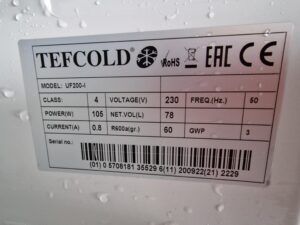 TEFCOLD RoHS EAC CE
MODEL: UF200-I
CLASS: 4 VOLTAGE(V) 230 FREQ.(Hz.) 50
POWER(W) 105 NET.VOL(L) 78
CURRENT(A) 0.8 R600a(gr.) 60 GWP 3
Serial No:
(01) 0 5708181 35529 6(11) 200922(21) 2229